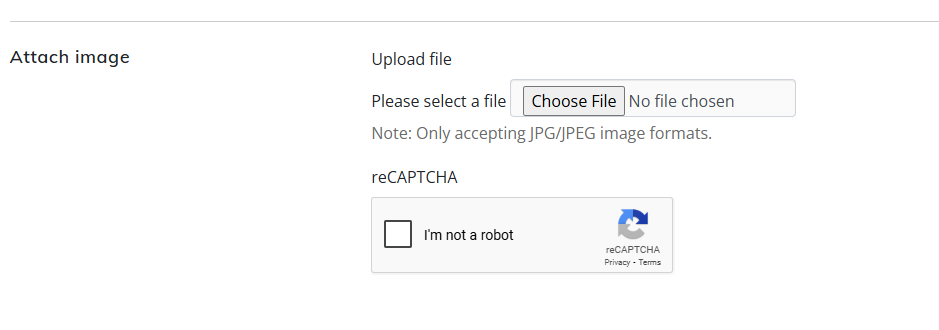 Attach image
Upload file
Please select a file Choose File No file chosen
Note: Only accepting JPG/JPEG image formats.
reCAPTCHA
I'm not a robot
reCAPTCHA
Privacy - Terms